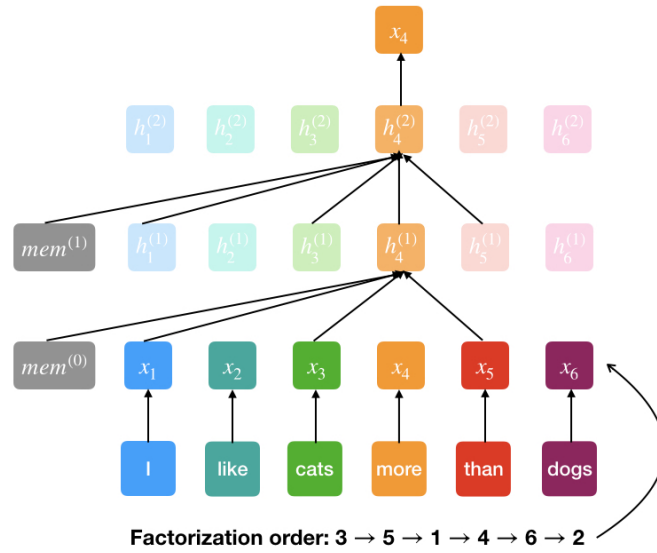 x₄
h₁⁽²⁾ h₂⁽²⁾ h₃⁽²⁾ h₄⁽²⁾ h₅⁽²⁾ h₆⁽²⁾
mem⁽¹⁾ h₁⁽¹⁾ h₂⁽¹⁾ h₃⁽¹⁾ h₄⁽¹⁾ h₅⁽¹⁾ h₆⁽¹⁾
mem⁽⁰⁾ x₁ x₂ x₃ x₄ x₅ x₆
I like cats more than dogs
Factorization order: 3 → 5 → 1 → 4 → 6 → 2